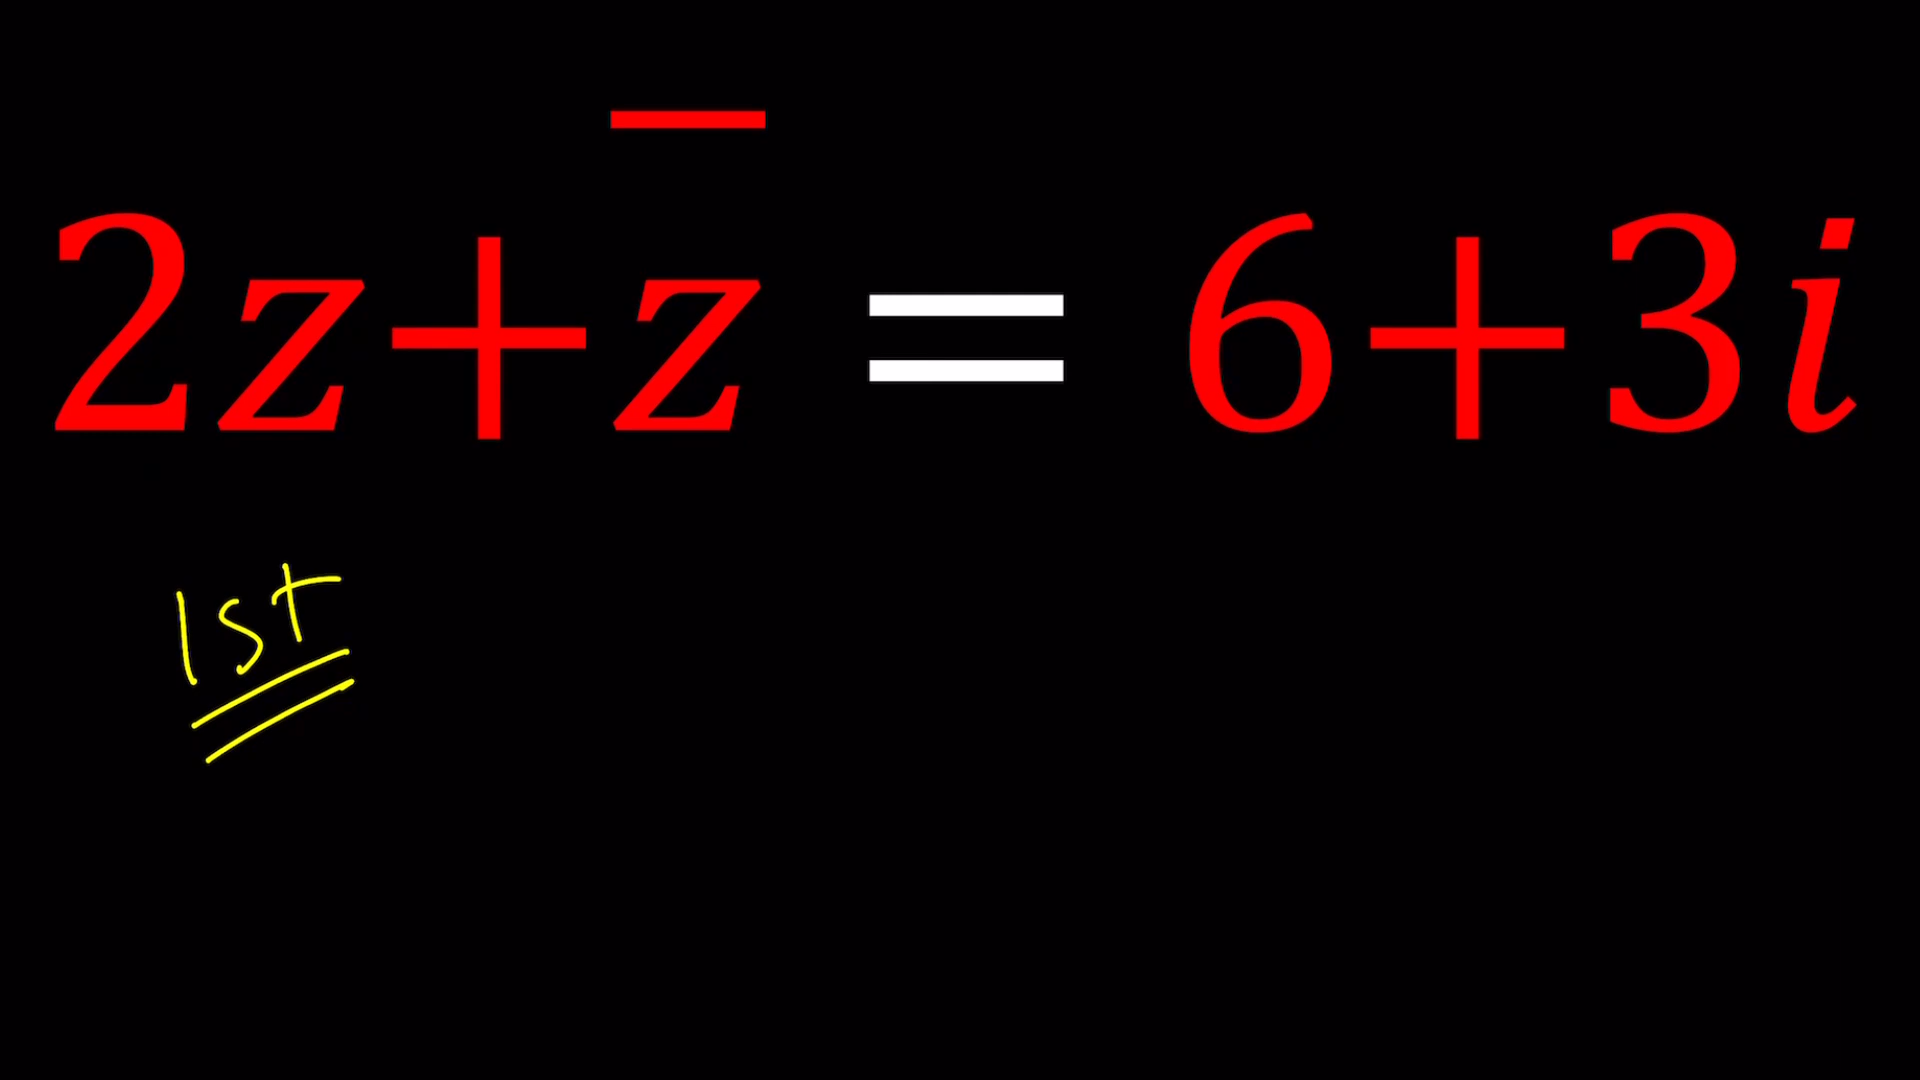 2z+z̅ = 6+3i
1st